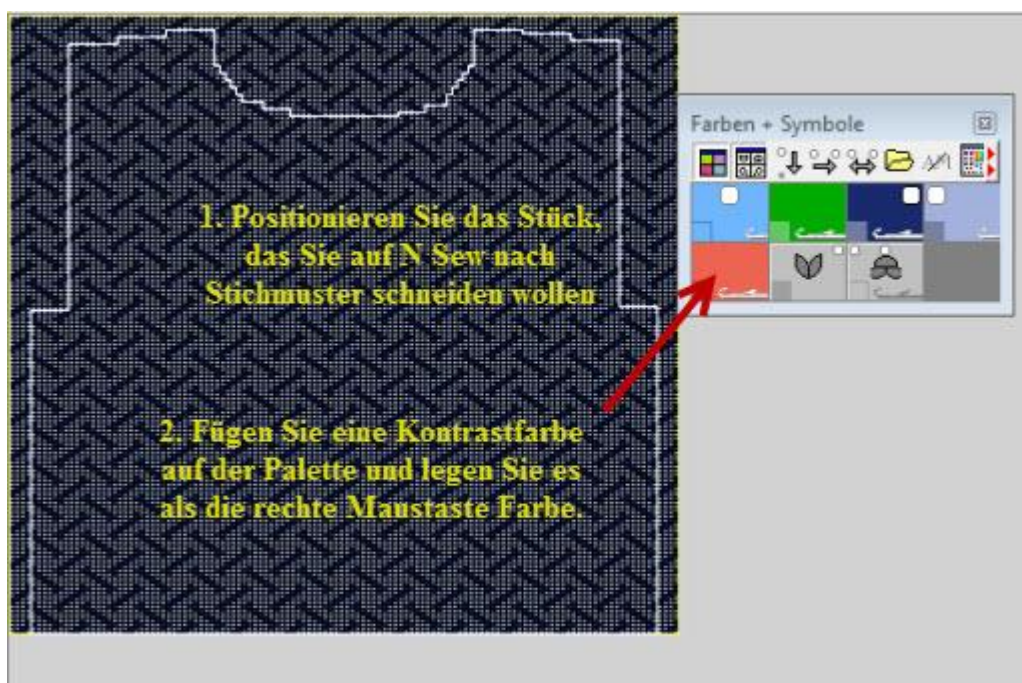 Farben + Symbole
1. Positionieren Sie das Stück,
das Sie auf N Sew nach
Stichmuster schneiden wollen
2. Fügen Sie eine Kontrastfarbe
auf der Palette und legen Sie es
als die rechte Maustaste Farbe.